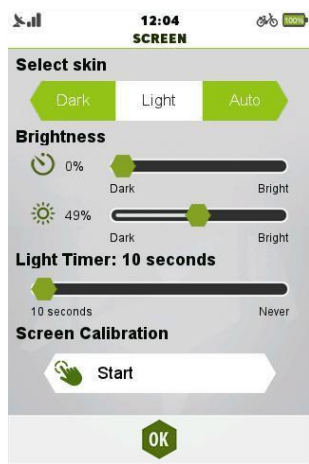 12:04
100%
SCREEN
Select skin
Dark Light Auto
Brightness
0%
Dark Bright
49%
Dark Bright
Light Timer: 10 seconds
10 seconds Never
Screen Calibration
Start
OK